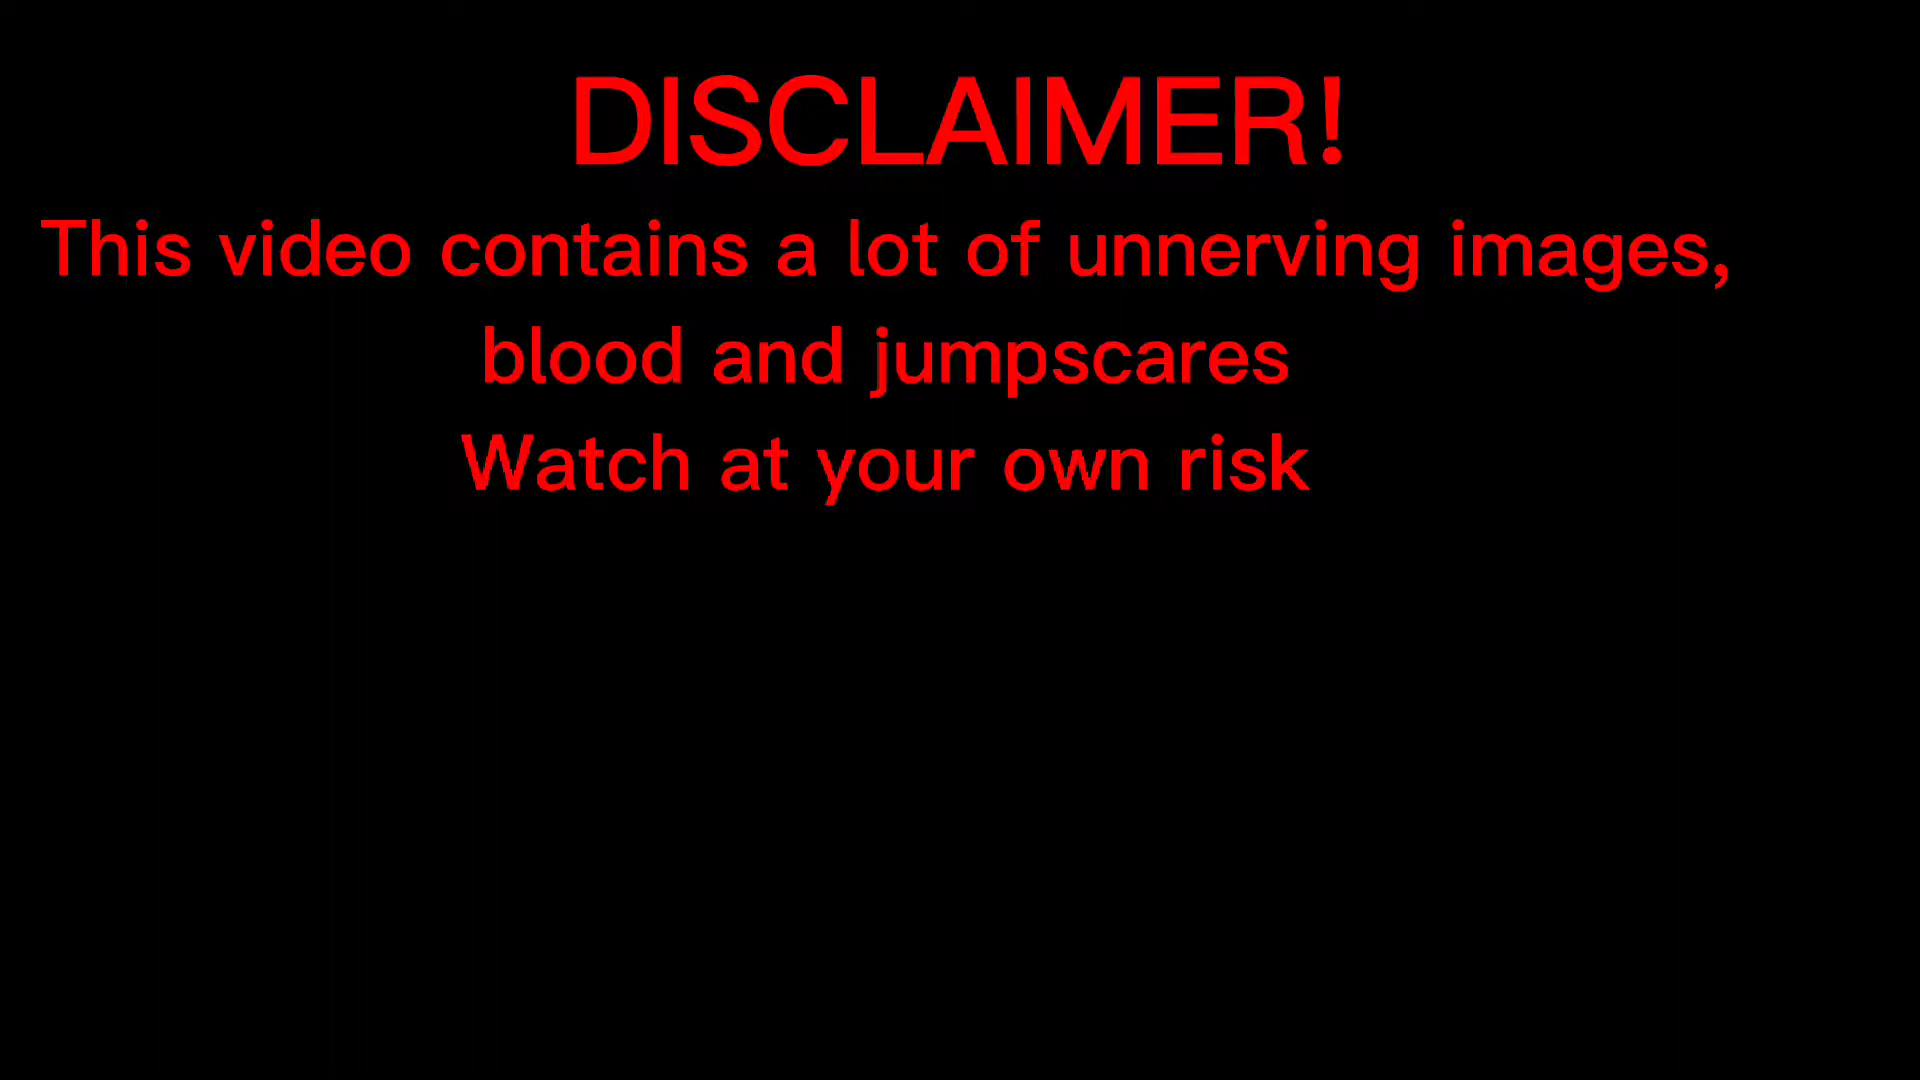 DISCLAIMER!
This video contains a lot of unnerving images,
blood and jumpscares
Watch at your own risk